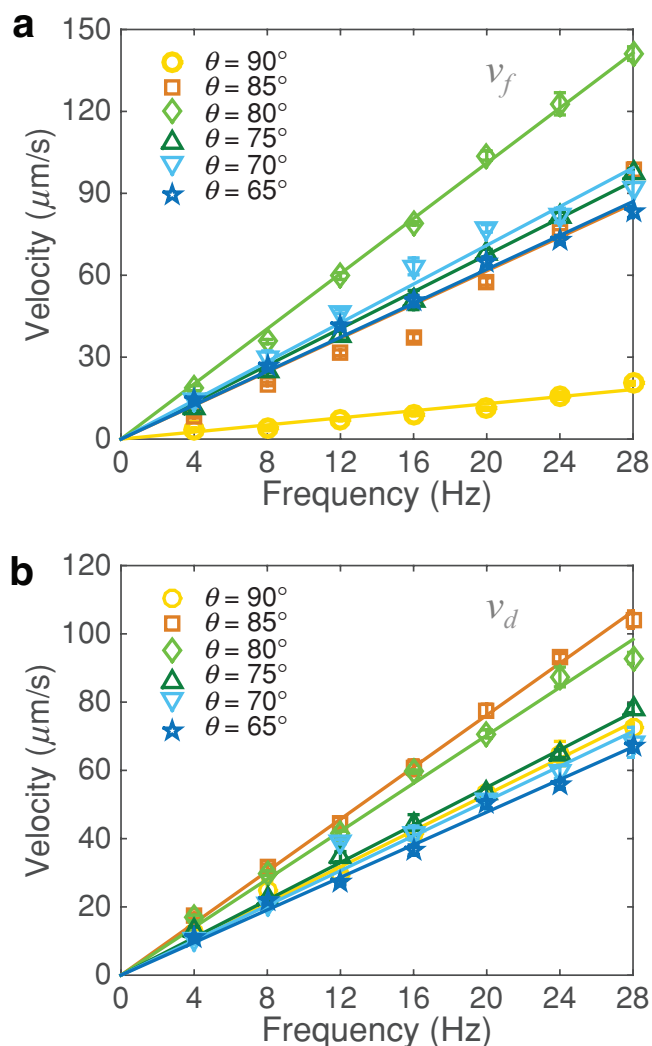 a
150
120
90
60
30
0
Velocity (μm/s)
θ = 90°
θ = 85°
θ = 80°
θ = 75°
θ = 70°
θ = 65°
v_f
0 4 8 12 16 20 24 28
Frequency (Hz)
b
120
100
80
60
40
20
0
Velocity (μm/s)
θ = 90°
θ = 85°
θ = 80°
θ = 75°
θ = 70°
θ = 65°
v_d
0 4 8 12 16 20 24 28
Frequency (Hz)